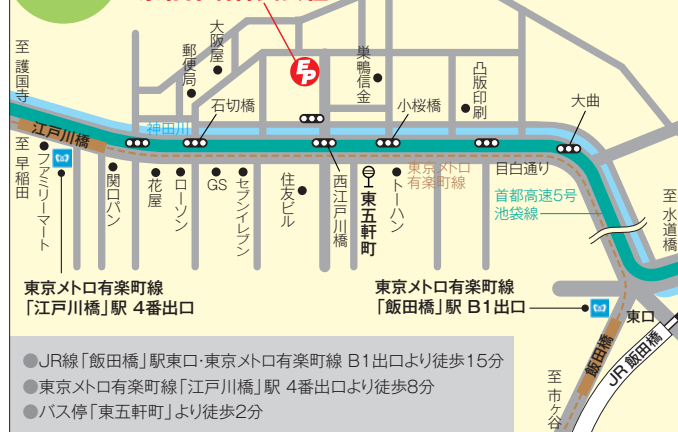 至護国寺
大阪屋
郵便局
EP
巣鴨信金
凸版印刷
石切橋
小桜橋
大曲
江戸川橋
神田川
至早稲田
ファミリーマート
関口パン
花屋
ローソン
GS
セブンイレブン
住友ビル
西江戸川橋
東五軒町
トーハン
東京メトロ
有楽町線
目白通り
首都高速5号
池袋線
至水道橋
東京メトロ有楽町線
「江戸川橋」駅 4番出口
東京メトロ有楽町線
「飯田橋」駅 B1出口
東口
飯田橋
JR 飯田橋
至市ヶ谷
●JR線「飯田橋」駅東口・東京メトロ有楽町線 B1出口より徒歩15分
●東京メトロ有楽町線「江戸川橋」駅 4番出口より徒歩8分
●バス停「東五軒町」より徒歩2分